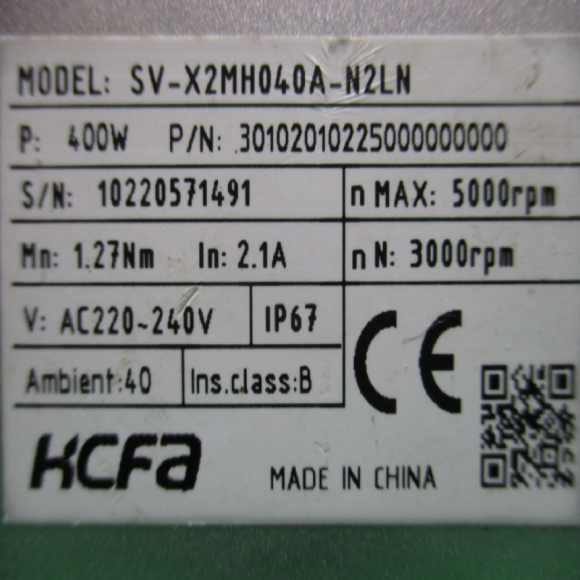 MODEL: SV-X2MH040A-N2LN
P: 400W P/N: 30102010225000000000
S/N: 10220571491 n MAX: 5000rpm
Mn: 1.27Nm In: 2.1A n N: 3000rpm
V: AC220~240V IP67
Ambient:40 Ins.class:B
CE
HCFA
MADE IN CHINA